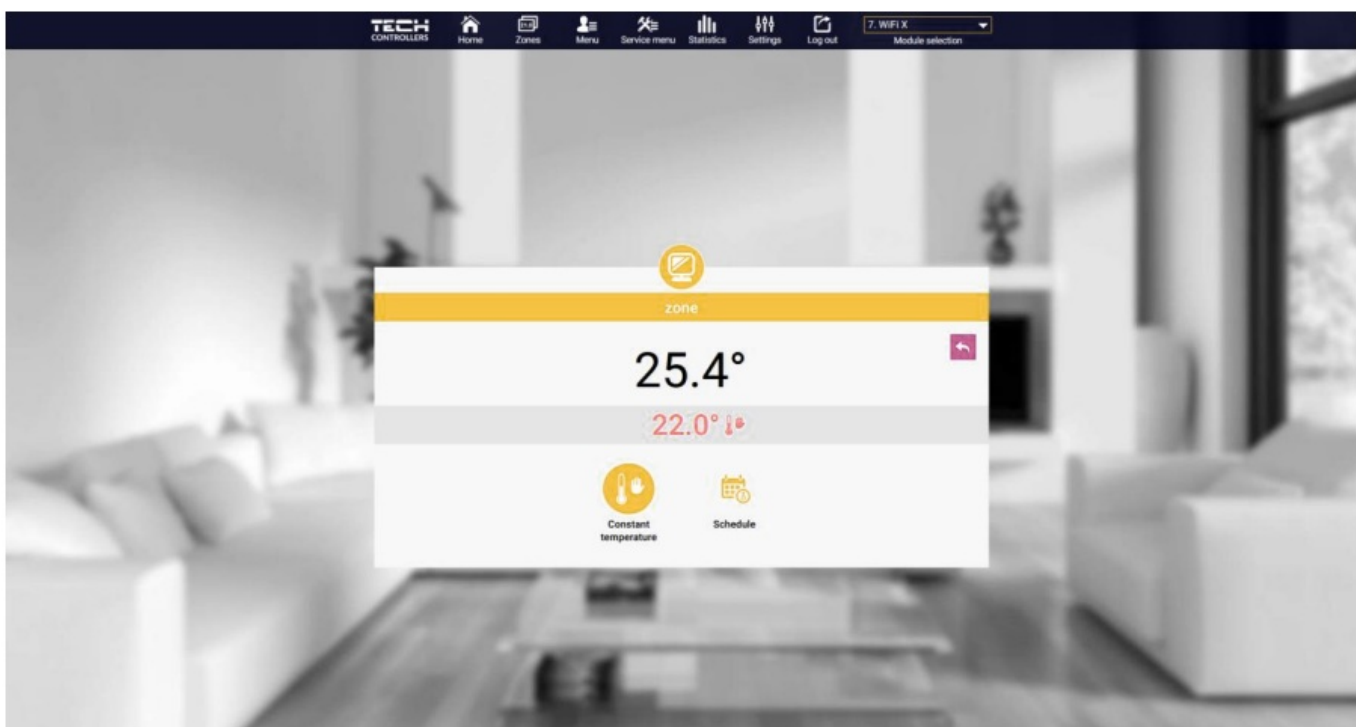 TECH
CONTROLLERS
Home
Zones
Menu
Service menu
Statistics
Settings
Log out
7. WiFi X
Module selection
zone
25.4°
22.0°
Constant
temperature
Schedule